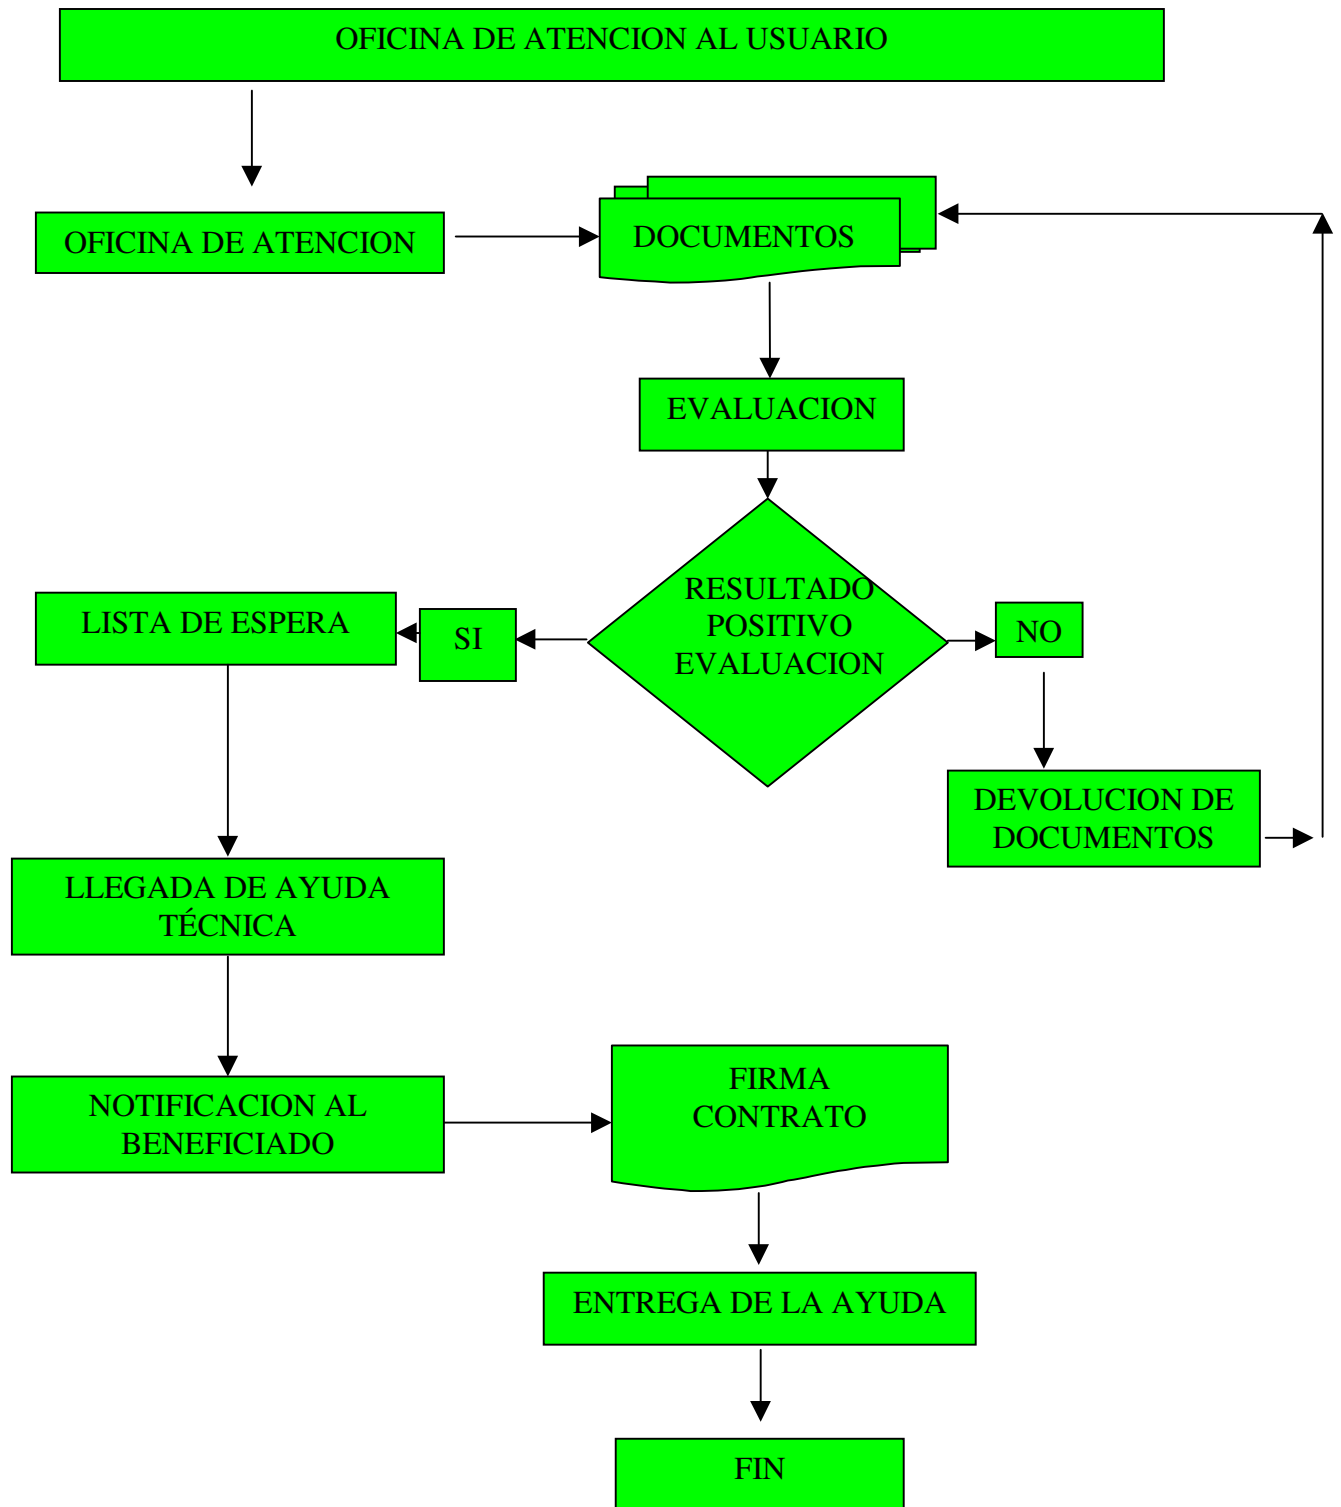 OFICINA DE ATENCION AL USUARIO
OFICINA DE ATENCION
DOCUMENTOS
EVALUACION
RESULTADO
POSITIVO
EVALUACION
SI
NO
LISTA DE ESPERA
DEVOLUCION DE
DOCUMENTOS
LLEGADA DE AYUDA
TÉCNICA
NOTIFICACION AL
BENEFICIADO
FIRMA
CONTRATO
ENTREGA DE LA AYUDA
FIN